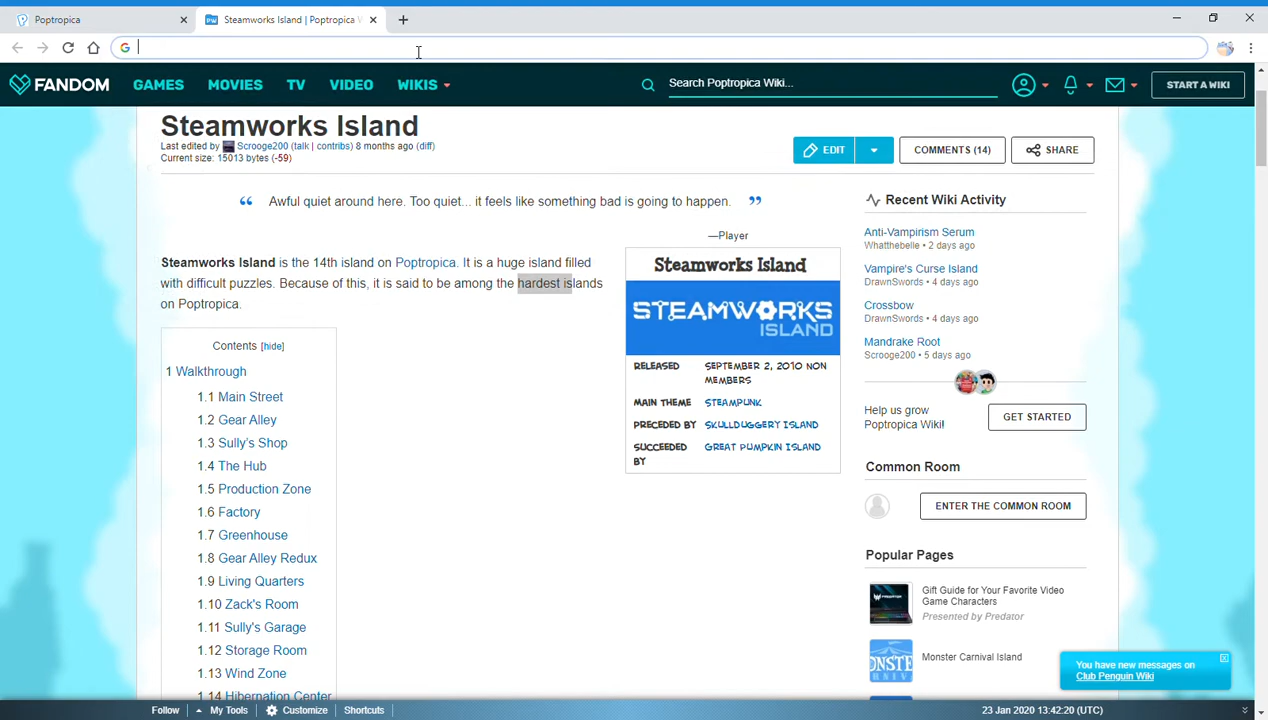 Poptropica
Steamworks Island | Poptropica W
FANDOM
GAMES
MOVIES
TV
VIDEO
WIKIS
Search Poptropica Wiki...
START A WIKI
Steamworks Island
Last edited by Scrooge200 (talk | contribs) 8 months ago (diff)
Current size: 15013 bytes (-59)
EDIT
COMMENTS (14)
SHARE
“ Awful quiet around here. Too quiet... it feels like something bad is going to happen. ”
—Player
Steamworks Island is the 14th island on Poptropica. It is a huge island filled
with difficult puzzles. Because of this, it is said to be among the hardest islands
on Poptropica.
Contents [hide]
1 Walkthrough
1.1 Main Street
1.2 Gear Alley
1.3 Sully's Shop
1.4 The Hub
1.5 Production Zone
1.6 Factory
1.7 Greenhouse
1.8 Gear Alley Redux
1.9 Living Quarters
1.10 Zack's Room
1.11 Sully's Garage
1.12 Storage Room
1.13 Wind Zone
1.14 Hibernation Center
Steamworks Island
STEAMWORKS
ISLAND
RELEASED SEPTEMBER 2, 2010 NON
MEMBERS
MAIN THEME STEAMPUNK
PRECEDED BY SKULLDUGGERY ISLAND
SUCCEEDED GREAT PUMPKIN ISLAND
BY
Recent Wiki Activity
Anti-Vampirism Serum
Whatthebelle • 2 days ago
Vampire's Curse Island
DrawnSwords • 4 days ago
Crossbow
DrawnSwords • 4 days ago
Mandrake Root
Scrooge200 • 5 days ago
Help us grow
Poptropica Wiki!
GET STARTED
Common Room
ENTER THE COMMON ROOM
Popular Pages
PREDATOR
Gift Guide for Your Favorite Video
Game Characters
Presented by Predator
Monster Carnival Island
You have new messages on
Club Penguin Wiki
Follow
My Tools
Customize
Shortcuts
23 Jan 2020 13:42:20 (UTC)